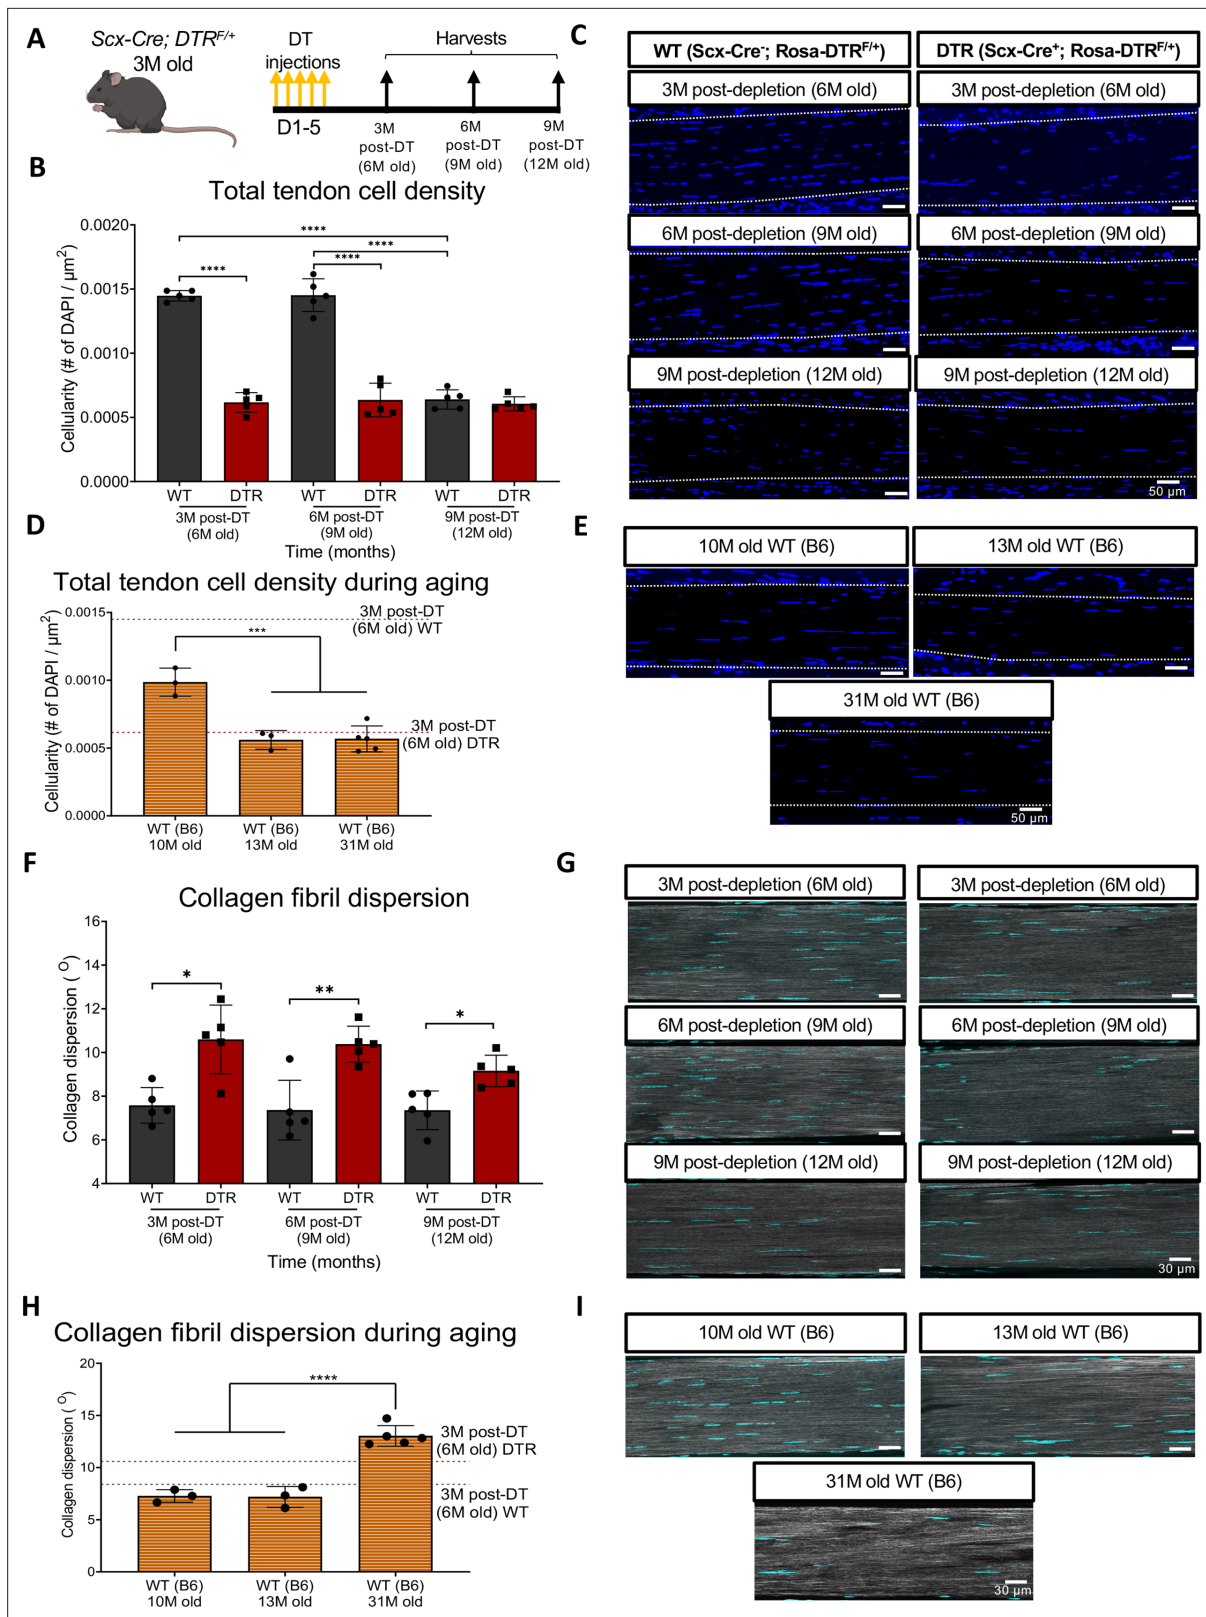 A
Scx-Cre; DTR^F/+
3M old
DT
injections
Harvests
D1-5
3M
post-DT
(6M old)
6M
post-DT
(9M old)
9M
post-DT
(12M old)
B
Total tendon cell density
Cellularity (# of DAPI / µm²)
0.0020
0.0015
0.0010
0.0005
0.0000
****
****
****
****
WT
DTR
WT
DTR
WT
DTR
3M post-DT
(6M old)
6M post-DT
(9M old)
9M post-DT
(12M old)
Time (months)
C
WT (Scx-Cre⁻; Rosa-DTR^F/+)
DTR (Scx-Cre⁺; Rosa-DTR^F/+)
3M post-depletion (6M old)
3M post-depletion (6M old)
6M post-depletion (9M old)
6M post-depletion (9M old)
9M post-depletion (12M old)
9M post-depletion (12M old)
50 µm
D
Total tendon cell density during aging
Cellularity (# of DAPI / µm²)
0.0015
0.0010
0.0005
0.0000
***
3M post-DT
(6M old) WT
3M post-DT
(6M old) DTR
WT (B6)
10M old
WT (B6)
13M old
WT (B6)
31M old
E
10M old WT (B6)
13M old WT (B6)
31M old WT (B6)
50 µm
F
Collagen fibril dispersion
Collagen dispersion (°)
16
14
12
10
8
6
4
*
**
*
WT
DTR
WT
DTR
WT
DTR
3M post-DT
(6M old)
6M post-DT
(9M old)
9M post-DT
(12M old)
Time (months)
G
3M post-depletion (6M old)
3M post-depletion (6M old)
6M post-depletion (9M old)
6M post-depletion (9M old)
9M post-depletion (12M old)
9M post-depletion (12M old)
30 µm
H
Collagen fibril dispersion during aging
Collagen dispersion (°)
20
15
10
5
0
****
3M post-DT
(6M old) DTR
3M post-DT
(6M old) WT
WT (B6)
10M old
WT (B6)
13M old
WT (B6)
31M old
I
10M old WT (B6)
13M old WT (B6)
31M old WT (B6)
30 µm